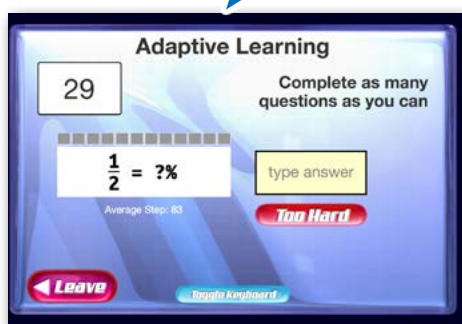 Adaptive Learning
29
Complete as many
questions as you can
1/2 = ?%
type answer
Average Step: 83
Too Hard
Leave
Toggle Keyboard